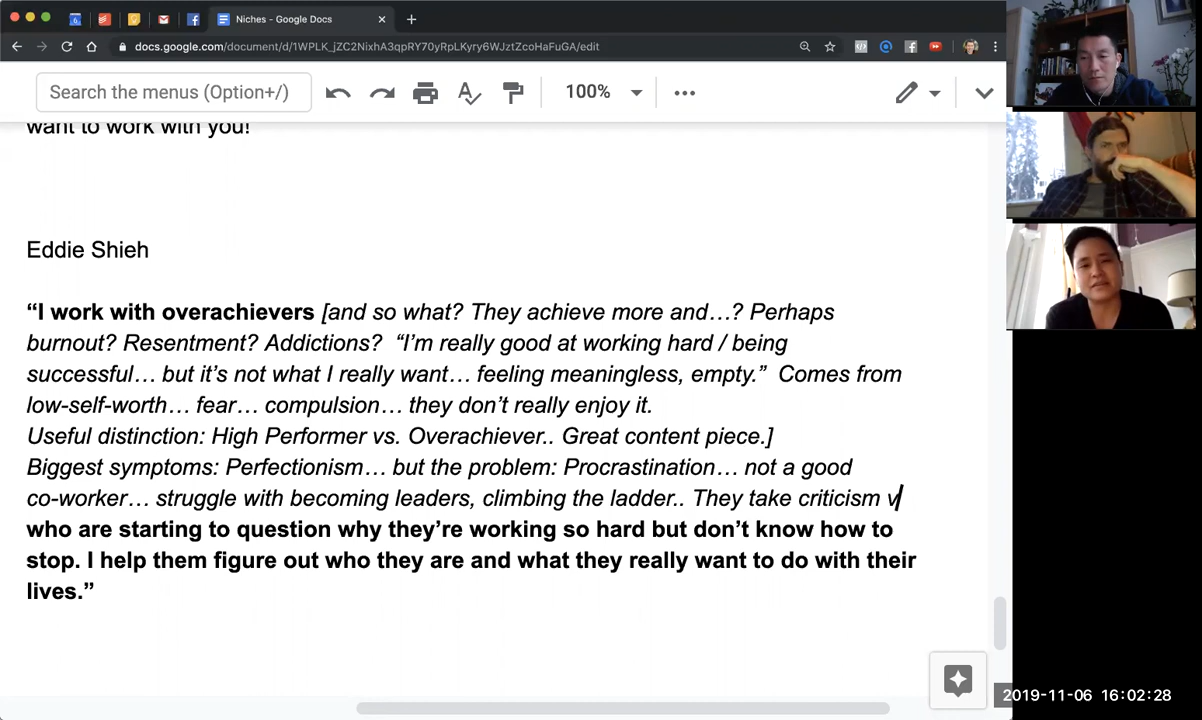 Niches - Google Docs
docs.google.com/document/d/1WPLK_jZC2NixhA3qpRY70yRpLKyry6WJztZcoHaFuGA/edit
Search the menus (Option+/)
100%
want to work with you!
Eddie Shieh
“I work with overachievers [and so what? They achieve more and…? Perhaps
burnout? Resentment? Addictions?  “I’m really good at working hard / being
successful… but it’s not what I really want… feeling meaningless, empty.”  Comes from
low-self-worth… fear… compulsion… they don’t really enjoy it.
Useful distinction: High Performer vs. Overachiever.. Great content piece.]
Biggest symptoms: Perfectionism… but the problem: Procrastination… not a good
co-worker… struggle with becoming leaders, climbing the ladder.. They take criticism v
who are starting to question why they’re working so hard but don’t know how to
stop. I help them figure out who they are and what they really want to do with their
lives.”
2019-11-06 16:02:28